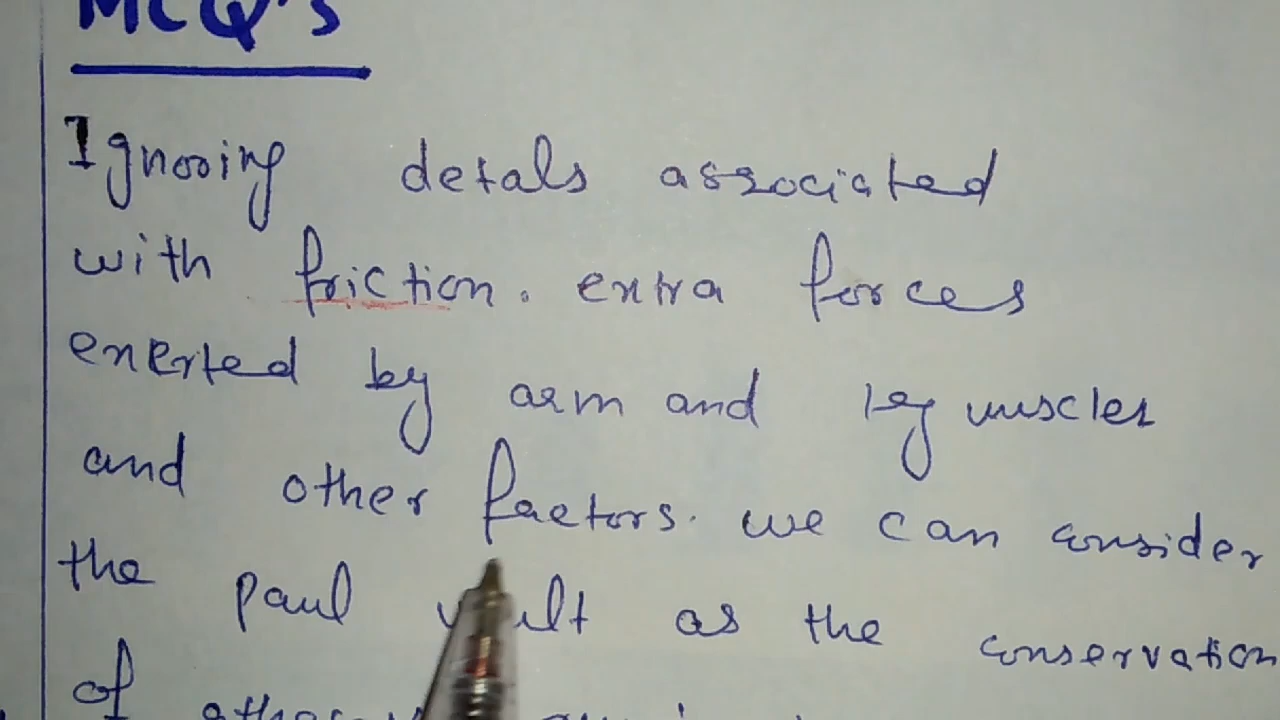 MCQ's
Ignoring detals associated
with friction. extra forces
exerted by arm and leg muscles
and other factors. we can consider
the paul vault as the conservation
of